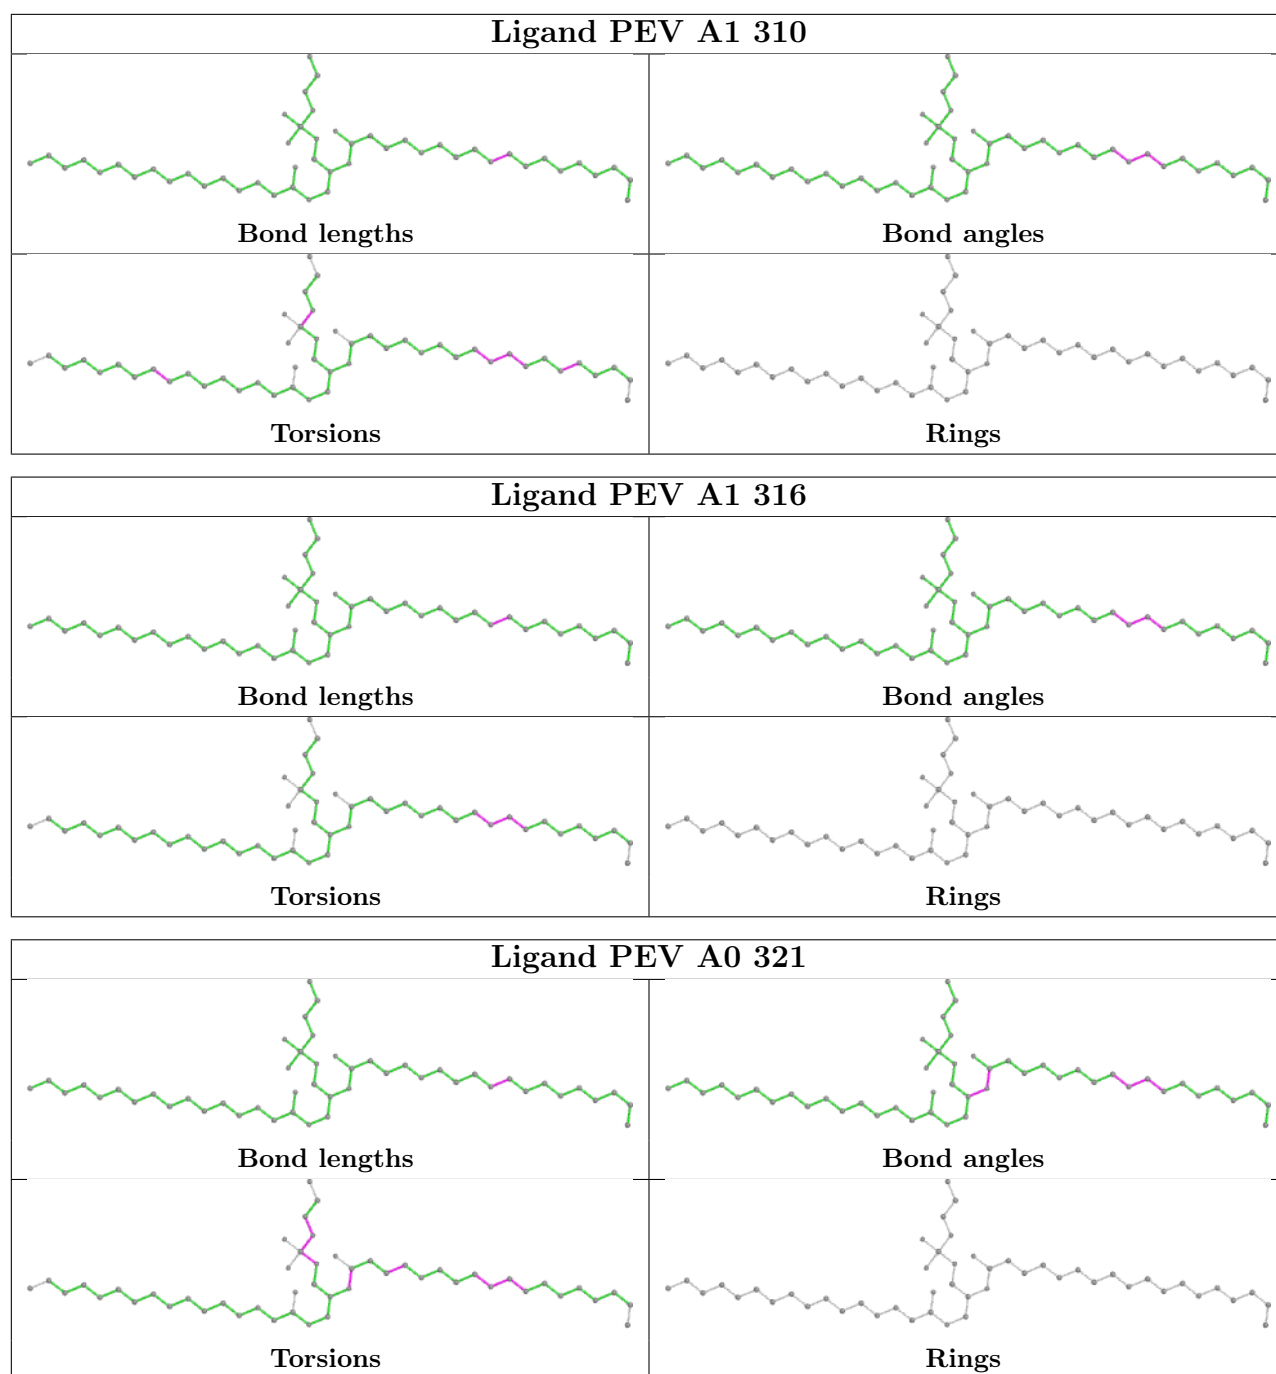 Ligand PEV A1 310
Bond lengths
Bond angles
Torsions
Rings
Ligand PEV A1 316
Bond lengths
Bond angles
Torsions
Rings
Ligand PEV A0 321
Bond lengths
Bond angles
Torsions
Rings